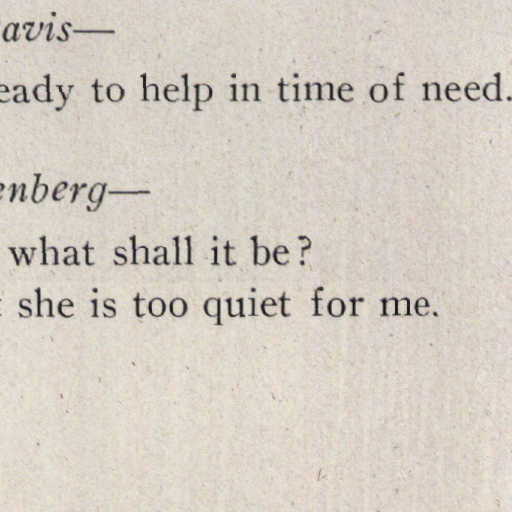 avis—
eady to help in time of need.
enberg—
what shall it be?
she is too quiet for me.